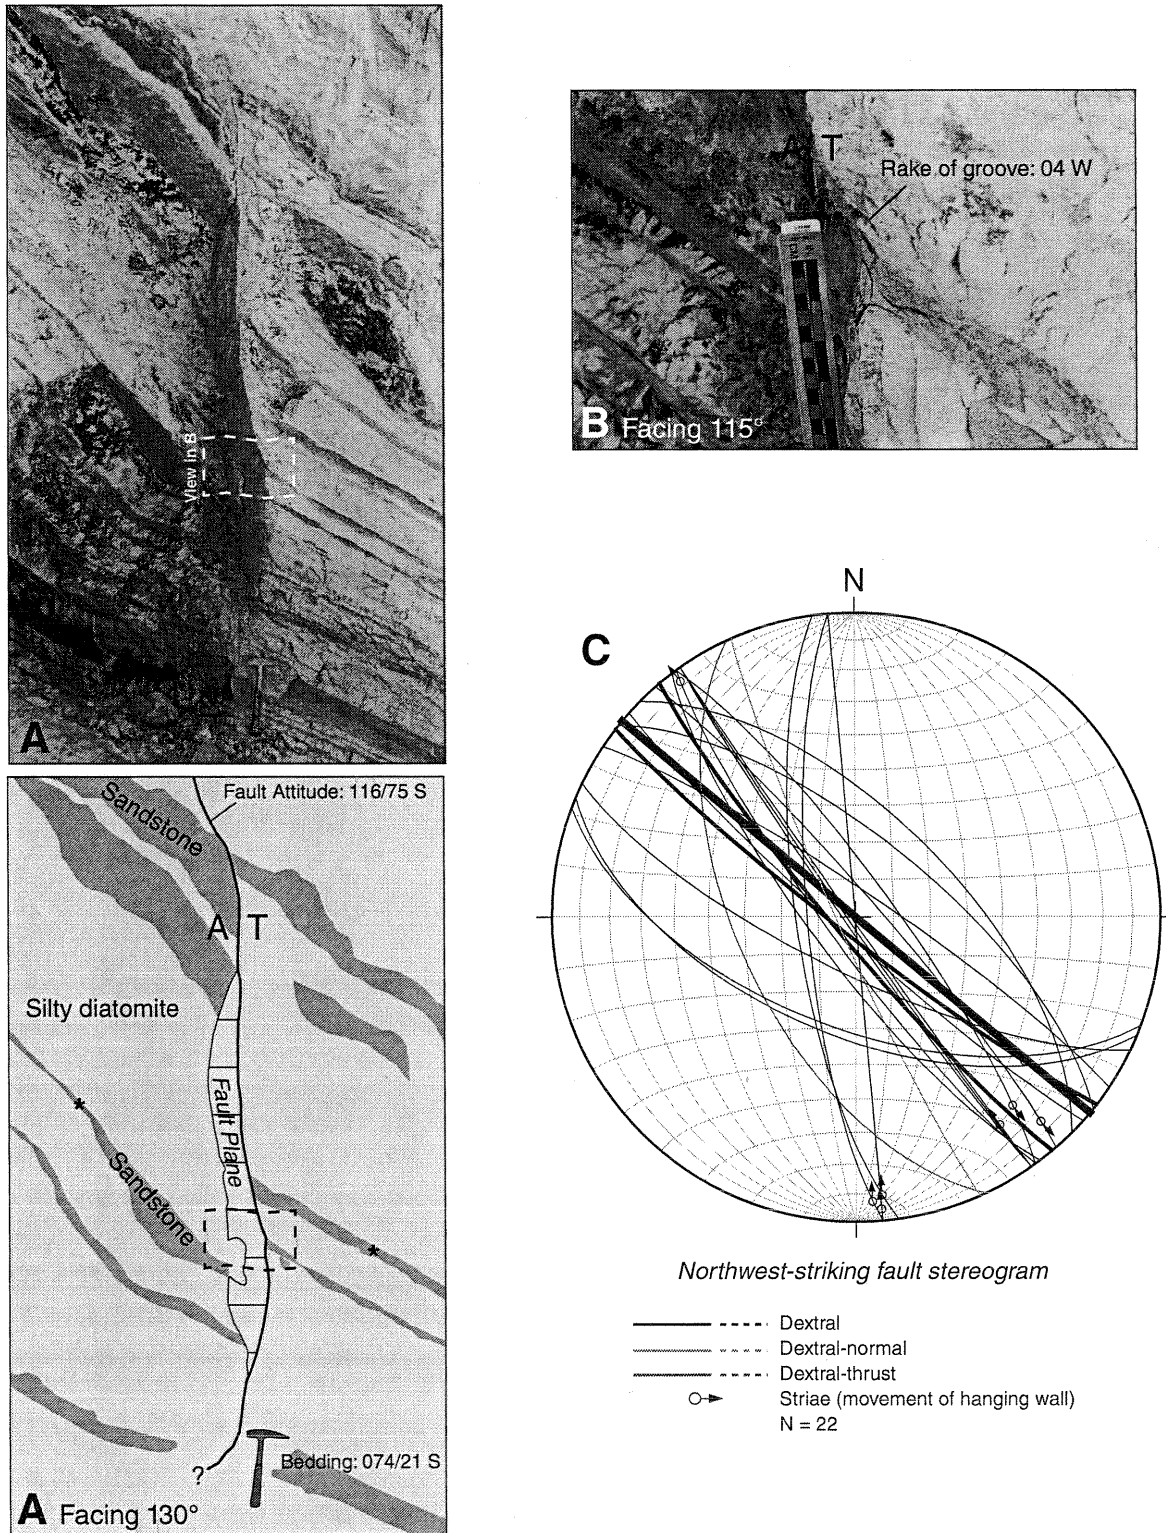 View in B
A
A T
Rake of groove: 04 W
B Facing 115°
Sandstone
Fault Attitude: 116/75 S
A T
Silty diatomite
Fault Plane
*
Sandstone
*
Bedding: 074/21 S
?
A Facing 130°
N
C
Northwest-striking fault stereogram
Dextral
Dextral-normal
Dextral-thrust
Striae (movement of hanging wall)
N = 22